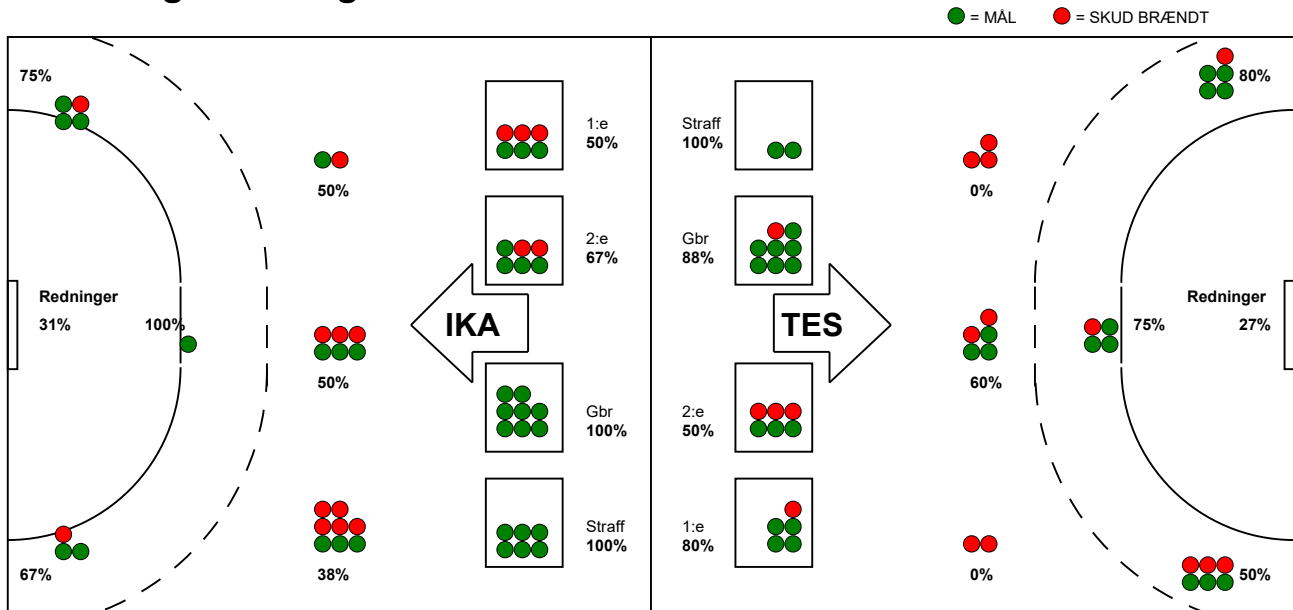 = MÅL = SKUD BRÆNDT
75%
50%
1:e
50%
2:e
67%
Redninger
31%
100%
IKA
50%
Gbr
100%
67%
38%
Straff
100%
Straff
100%
0%
80%
Gbr
88%
TES
60%
75%
Redninger
27%
2:e
50%
1:e
80%
0%
50%